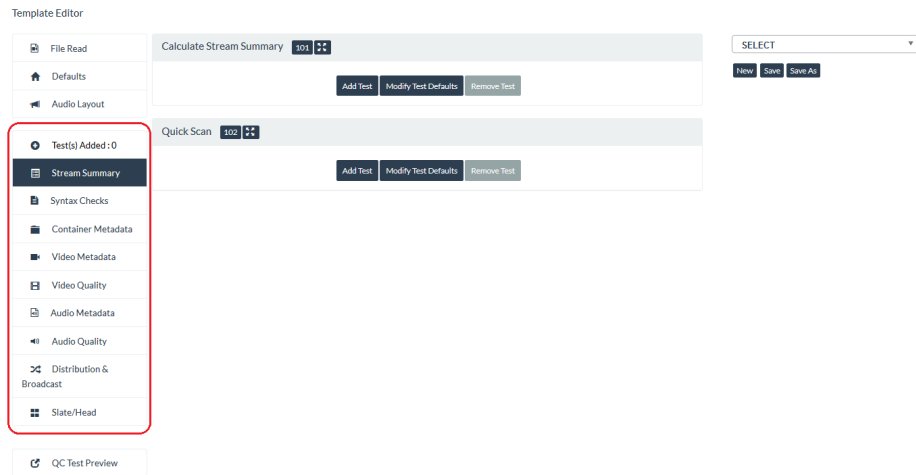 Template Editor
File Read
Defaults
Audio Layout
Test(s) Added : 0
Stream Summary
Syntax Checks
Container Metadata
Video Metadata
Video Quality
Audio Metadata
Audio Quality
Distribution &
Broadcast
Slate/Head
QC Test Preview
Calculate Stream Summary 101
Add Test Modify Test Defaults Remove Test
Quick Scan 102
Add Test Modify Test Defaults Remove Test
SELECT
New Save Save As